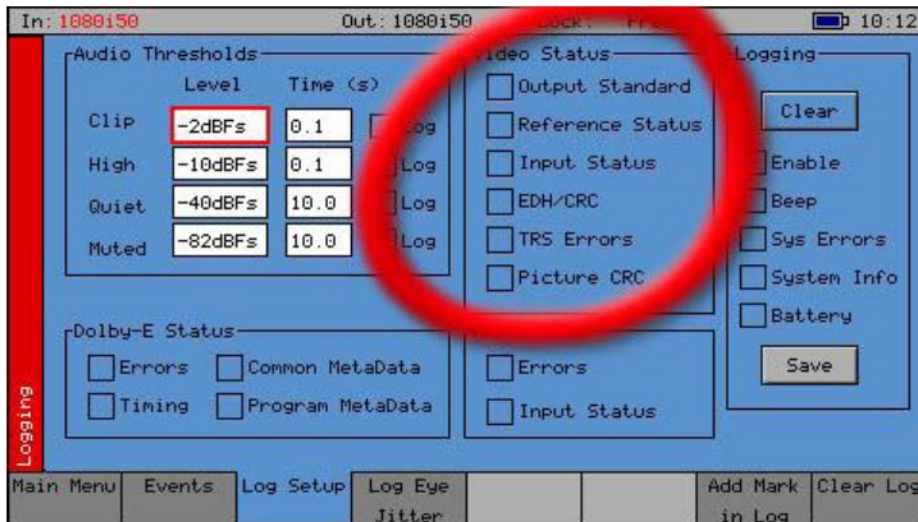 In: 1080i50 Out: 1080i50 10:12
Audio Thresholds
Level Time (s)
Clip -2dBFs 0.1
High -10dBFs 0.1 Log
Quiet -40dBFs 10.0 Log
Muted -82dBFs 10.0 Log
Video Status
Output Standard
Reference Status
Input Status
EDH/CRC
TRS Errors
Picture CRC
Logging
Clear
Enable
Beep
Sys Errors
System Info
Battery
Save
Dolby-E Status
Errors Common MetaData
Timing Program MetaData
Errors
Input Status
Logging
Main Menu Events Log Setup Log Eye Jitter Add Mark in Log Clear Log